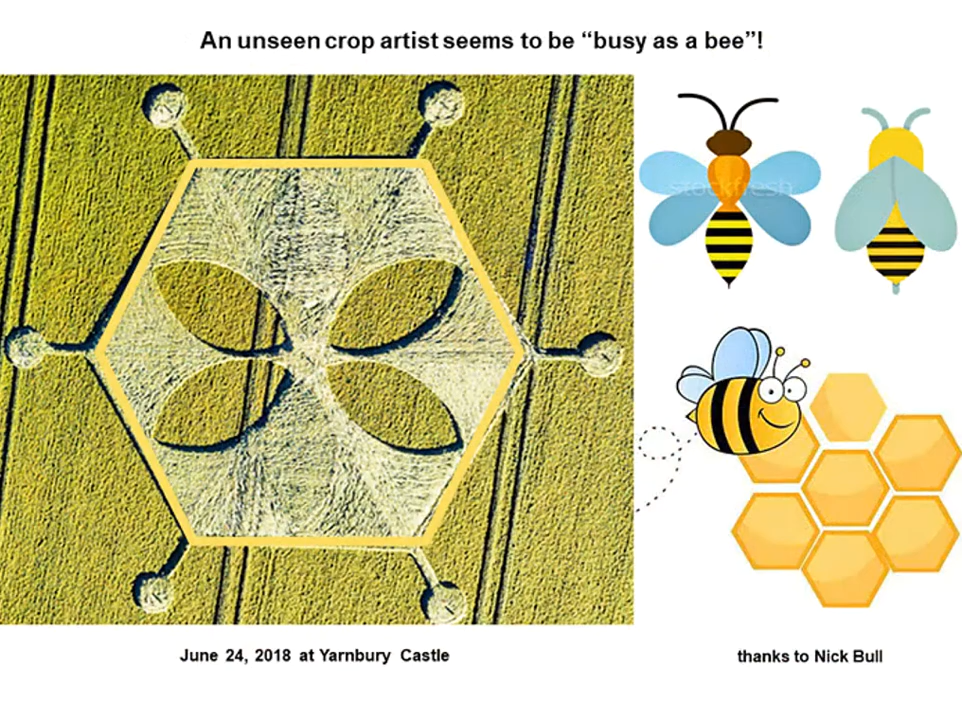 An unseen crop artist seems to be “busy as a bee”!
stockfresh
June 24, 2018 at Yarnbury Castle
thanks to Nick Bull